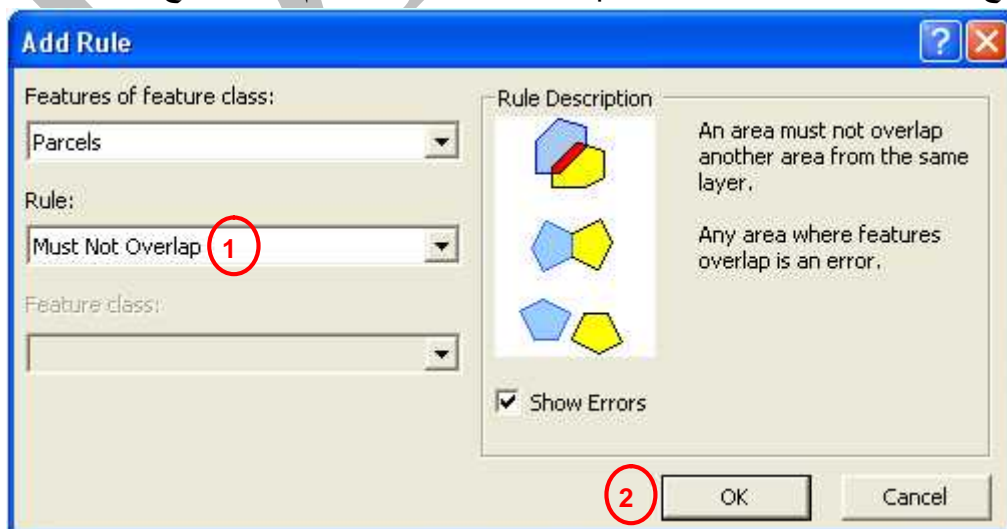 Add Rule
Features of feature class:
Parcels
Rule:
Must Not Overlap
1
Feature class:
Rule Description
An area must not overlap
another area from the same
layer.
Any area where features
overlap is an error.
Show Errors
2
OK
Cancel